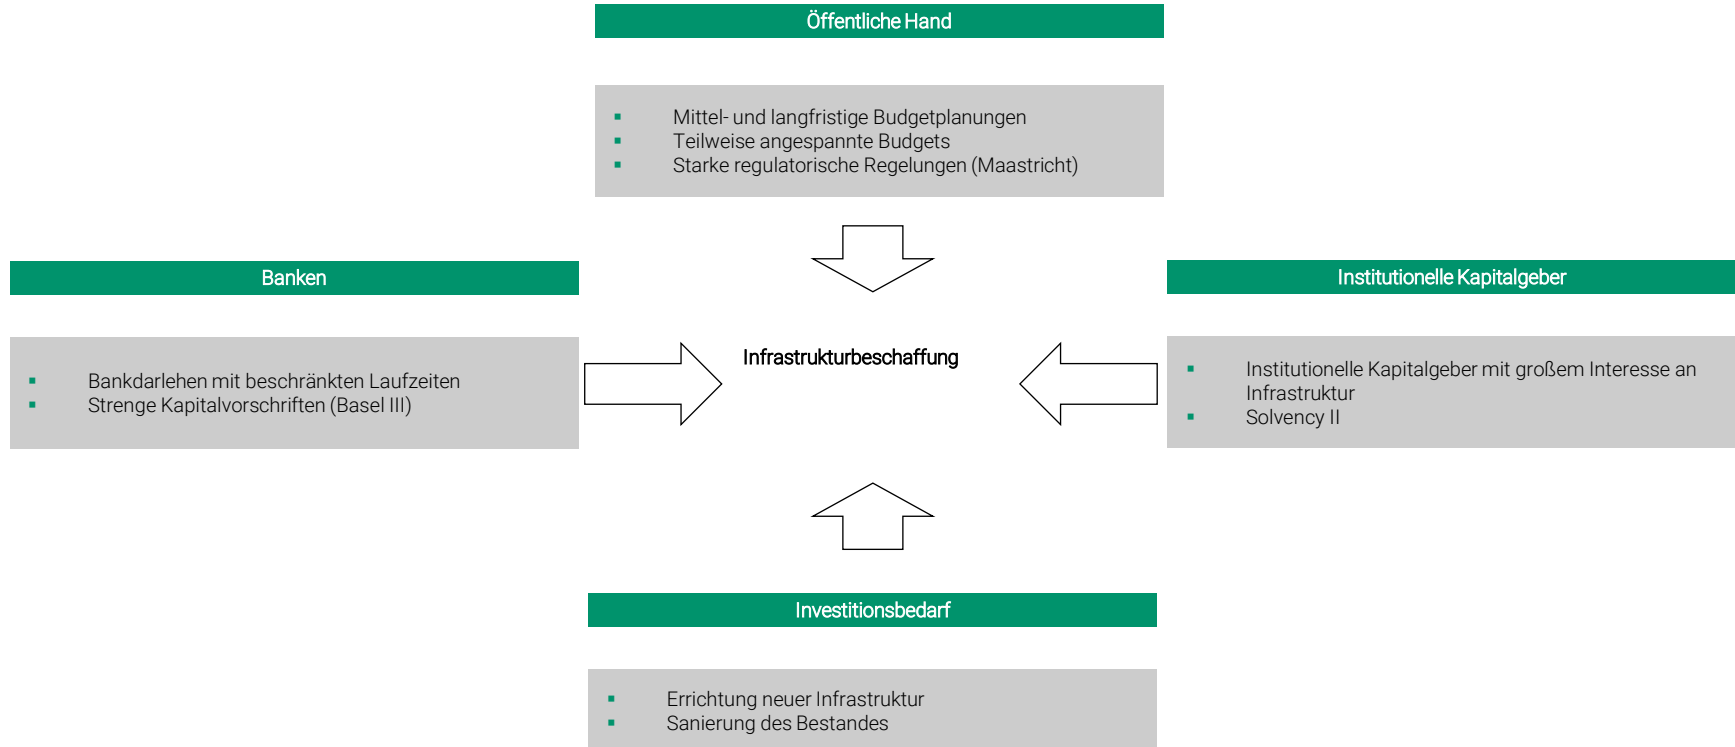 Öffentliche Hand
▪ Mittel- und langfristige Budgetplanungen
▪ Teilweise angespannte Budgets
▪ Starke regulatorische Regelungen (Maastricht)
Banken
▪ Bankdarlehen mit beschränkten Laufzeiten
▪ Strenge Kapitalvorschriften (Basel III)
Infrastrukturbeschaffung
Institutionelle Kapitalgeber
▪ Institutionelle Kapitalgeber mit großem Interesse an
Infrastruktur
▪ Solvency II
Investitionsbedarf
▪ Errichtung neuer Infrastruktur
▪ Sanierung des Bestandes